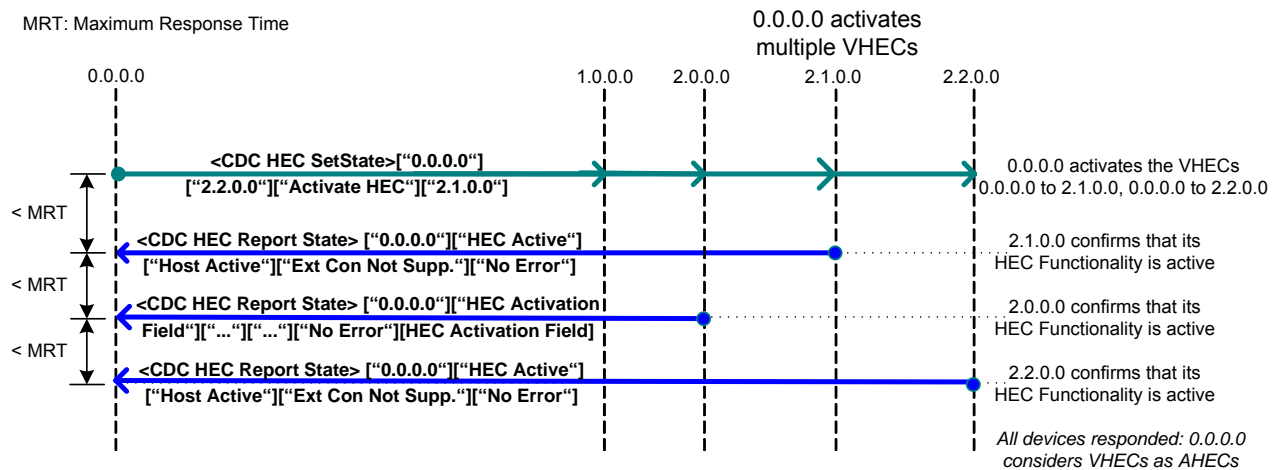 MRT: Maximum Response Time
0.0.0.0 activates
multiple VHECs
0.0.0.0
1.0.0.0
2.0.0.0
2.1.0.0
2.2.0.0
<CDC HEC SetState>[“0.0.0.0“]
[“2.2.0.0“][“Activate HEC“][“2.1.0.0“]
0.0.0.0 activates the VHECs
0.0.0.0 to 2.1.0.0, 0.0.0.0 to 2.2.0.0
< MRT
<CDC HEC Report State> [“0.0.0.0“][“HEC Active“]
[“Host Active“][“Ext Con Not Supp.“][“No Error“]
2.1.0.0 confirms that its
HEC Functionality is active
< MRT
<CDC HEC Report State> [“0.0.0.0“][“HEC Activation
Field“][“...“][“...“][“No Error“][HEC Activation Field]
2.0.0.0 confirms that its
HEC Functionality is active
< MRT
<CDC HEC Report State> [“0.0.0.0“][“HEC Active“]
[“Host Active“][“Ext Con Not Supp.“][“No Error“]
2.2.0.0 confirms that its
HEC Functionality is active
All devices responded: 0.0.0.0
considers VHECs as AHECs